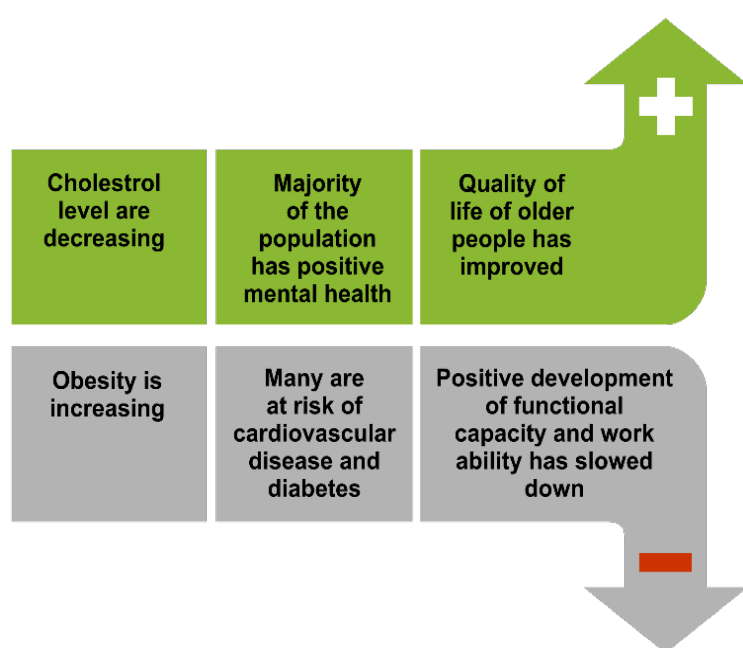 Cholestrol
level are
decreasing
Majority
of the
population
has positive
mental health
Quality of
life of older
people has
improved
Obesity is
increasing
Many are
at risk of
cardiovascular
disease and
diabetes
Positive development
of functional
capacity and work
ability has slowed
down